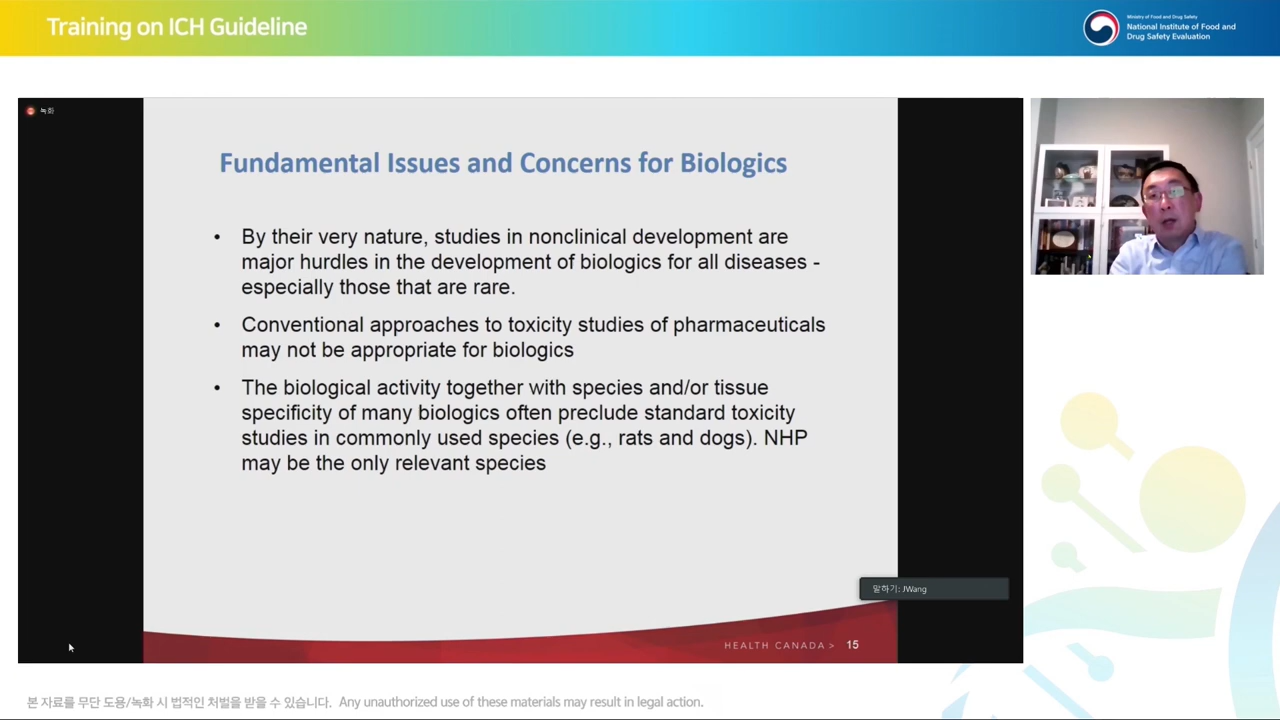 Training on ICH Guideline
Ministry of Food and Drug Safety
National Institute of Food and
Drug Safety Evaluation
녹화
Fundamental Issues and Concerns for Biologics
• By their very nature, studies in nonclinical development are
major hurdles in the development of biologics for all diseases -
especially those that are rare.
• Conventional approaches to toxicity studies of pharmaceuticals
may not be appropriate for biologics
• The biological activity together with species and/or tissue
specificity of many biologics often preclude standard toxicity
studies in commonly used species (e.g., rats and dogs). NHP
may be the only relevant species
말하기: JWang
HEALTH CANADA > 15
본 자료를 무단 도용/녹화 시 법적인 처벌을 받을 수 있습니다. Any unauthorized use of these materials may result in legal action.